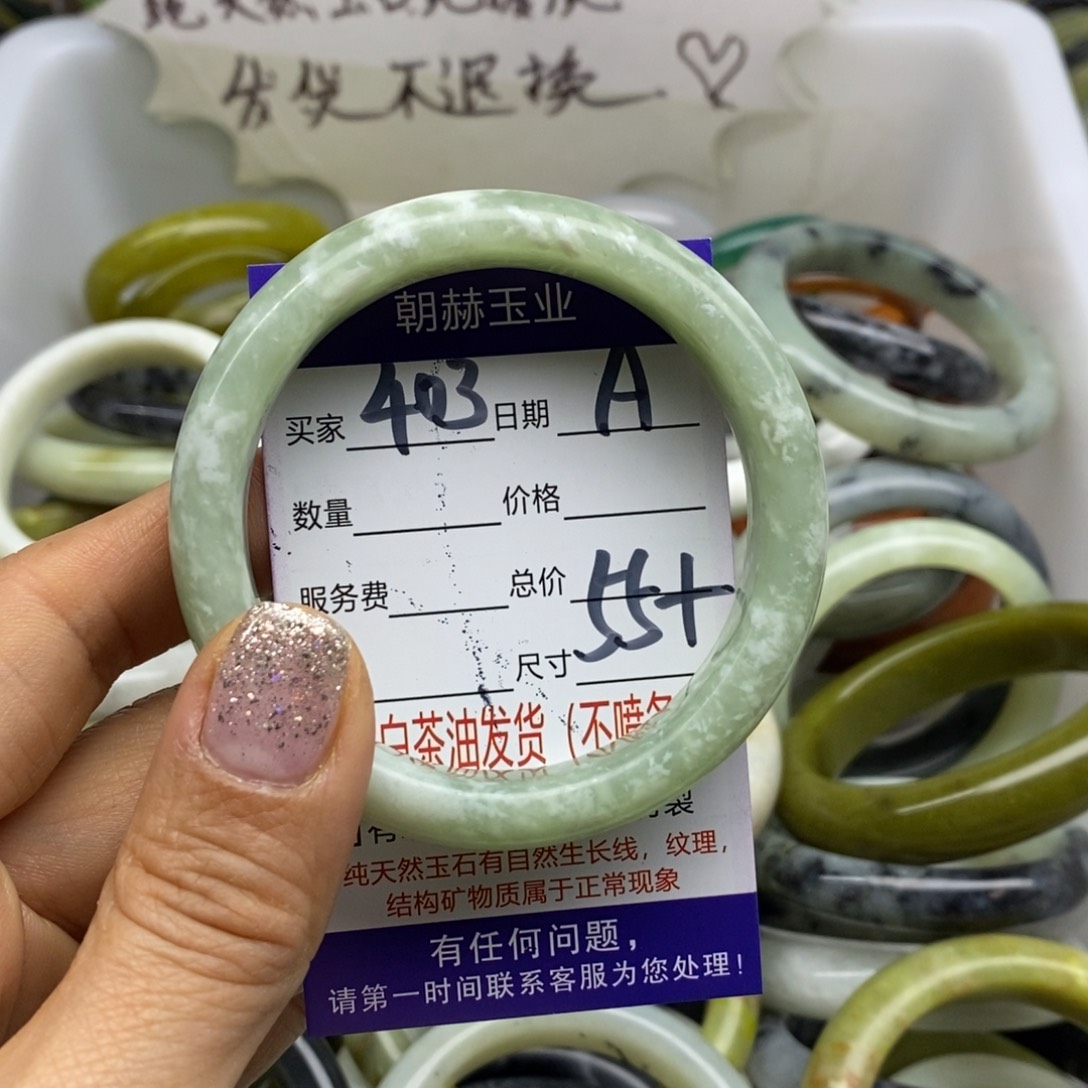 发货不退换 ♡
朝赫玉业
买家 403 日期 A
数量 价格
服务费 总价 55+
尺寸
白茶油发货（不喷
纯天然玉石有自然生长线，纹理，
结构矿物质属于正常现象
有任何问题，
请第一时间联系客服为您处理！